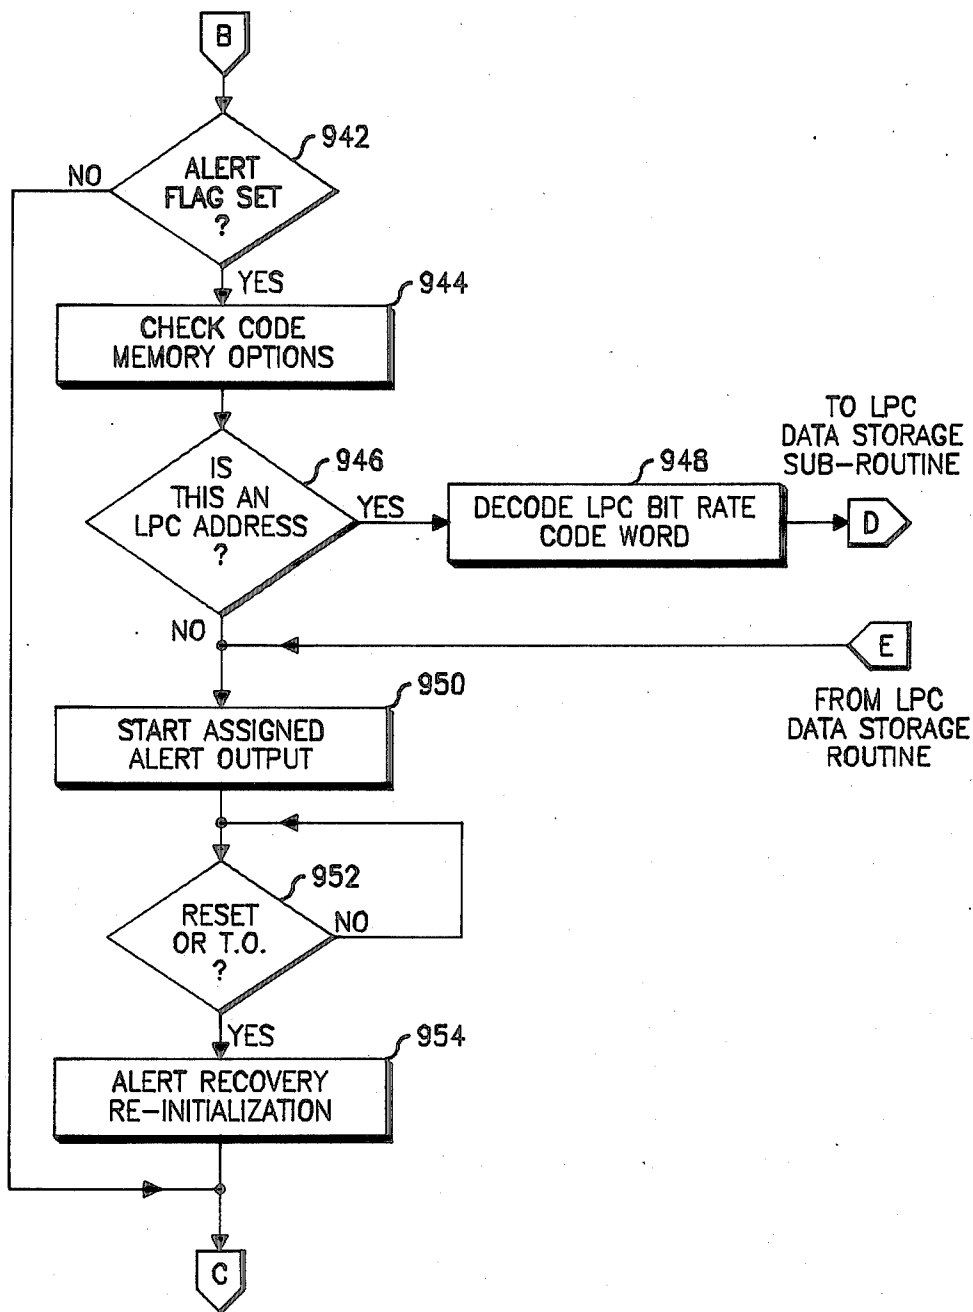 B
942
ALERT
FLAG SET
?
NO
YES
944
CHECK CODE
MEMORY OPTIONS
946
IS
THIS AN
LPC ADDRESS
?
YES
948
DECODE LPC BIT RATE
CODE WORD
TO LPC
DATA STORAGE
SUB-ROUTINE
D
NO
E
FROM LPC
DATA STORAGE
ROUTINE
950
START ASSIGNED
ALERT OUTPUT
952
RESET
OR T.O.
?
NO
YES
954
ALERT RECOVERY
RE-INITIALIZATION
C